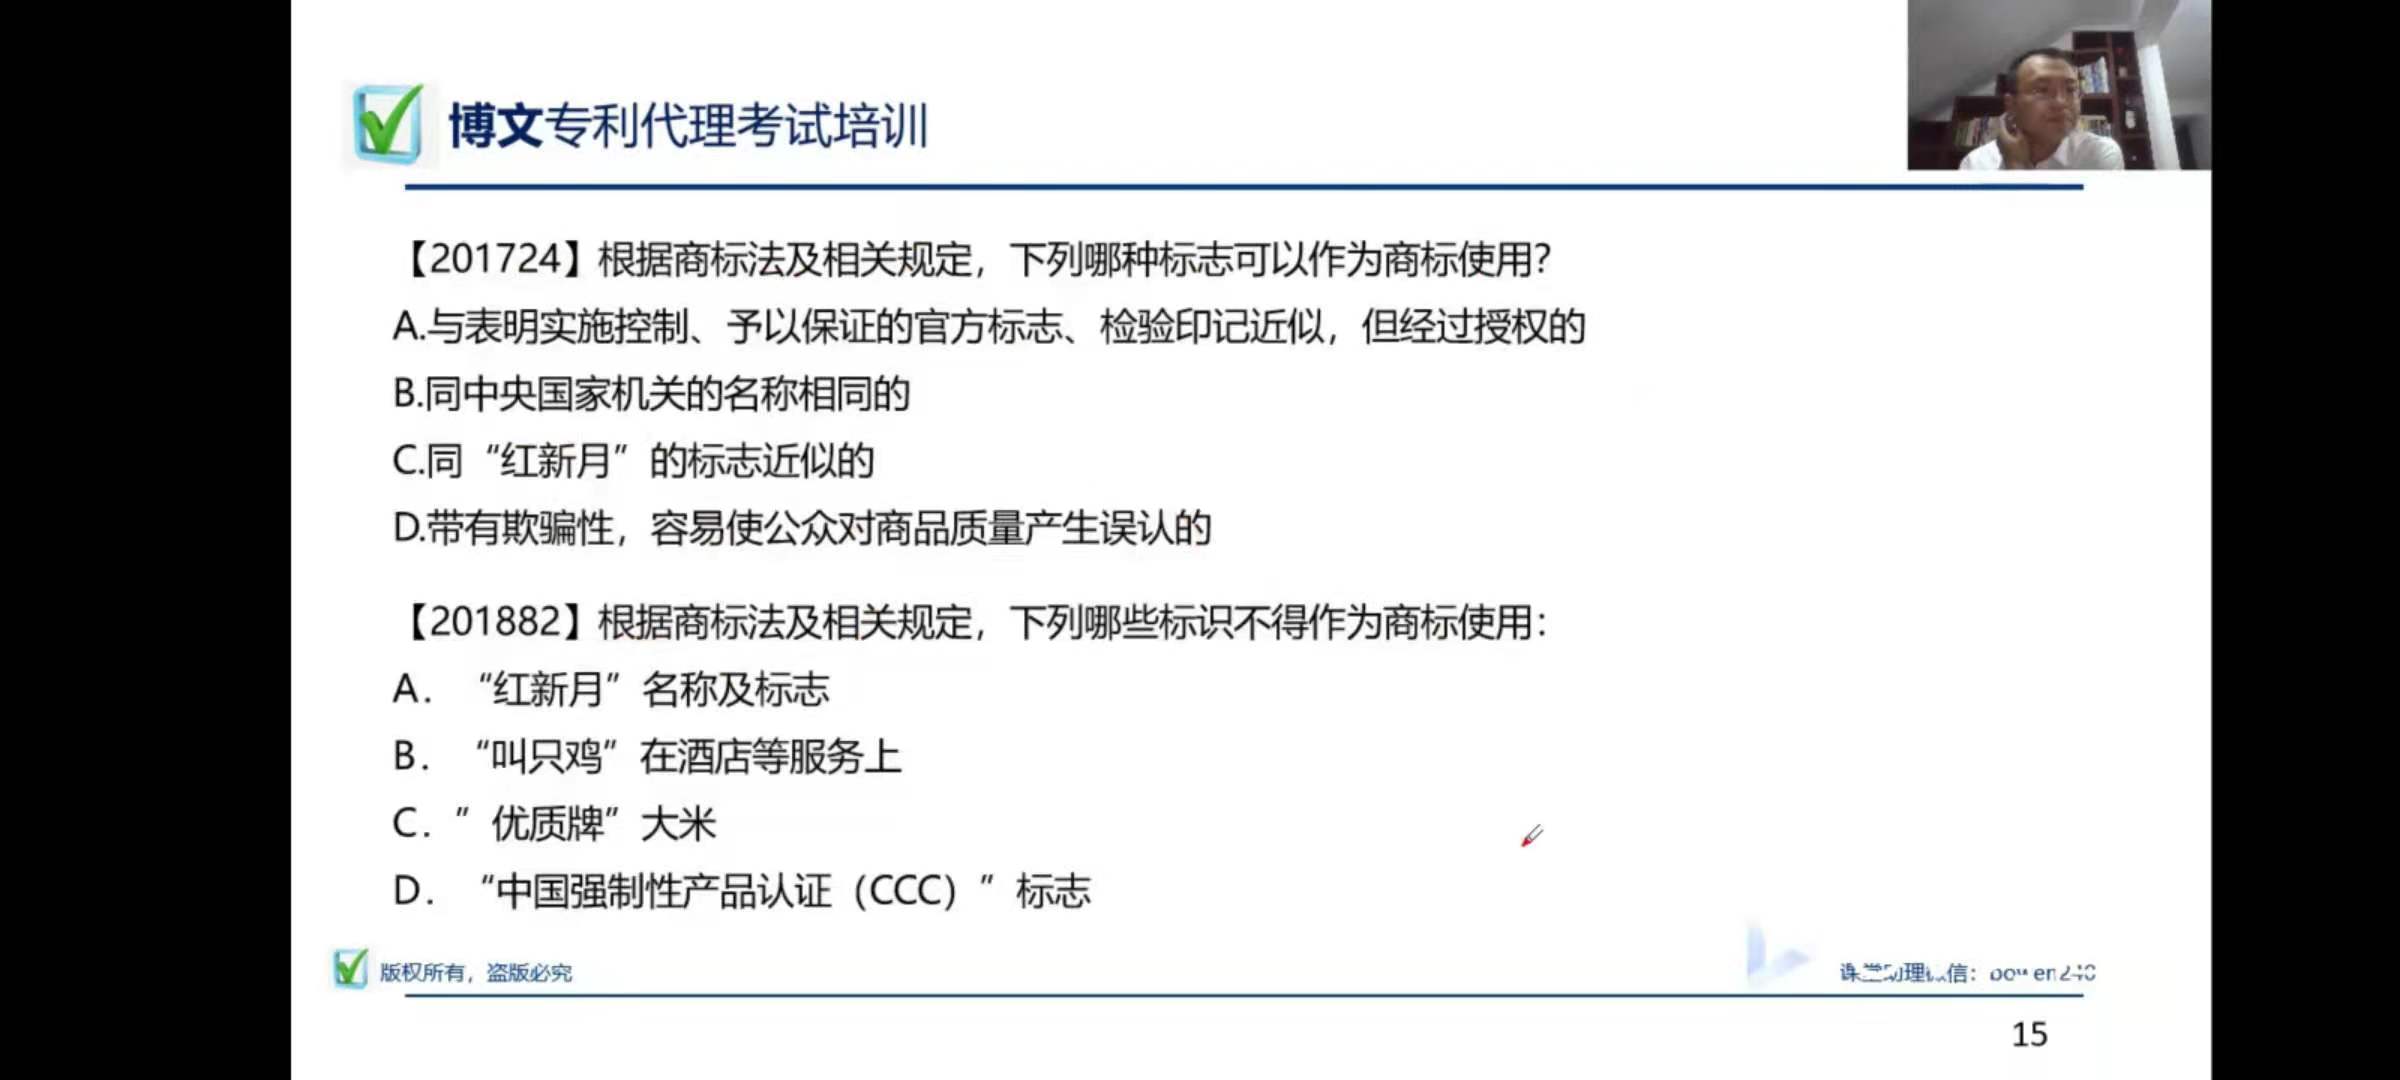 博文专利代理考试培训
【201724】根据商标法及相关规定，下列哪种标志可以作为商标使用？
A.与表明实施控制、予以保证的官方标志、检验印记近似，但经过授权的
B.同中央国家机关的名称相同的
C.同“红新月”的标志近似的
D.带有欺骗性，容易使公众对商品质量产生误认的
【201882】根据商标法及相关规定，下列哪些标识不得作为商标使用：
A. “红新月”名称及标志
B. “叫只鸡”在酒店等服务上
C. ”优质牌”大米
D. “中国强制性产品认证（CCC）”标志
版权所有，盗版必究
15